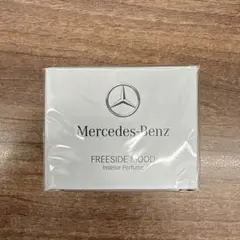 Mercedes-Benz
FREESIDE MOOD
Interior Perfume